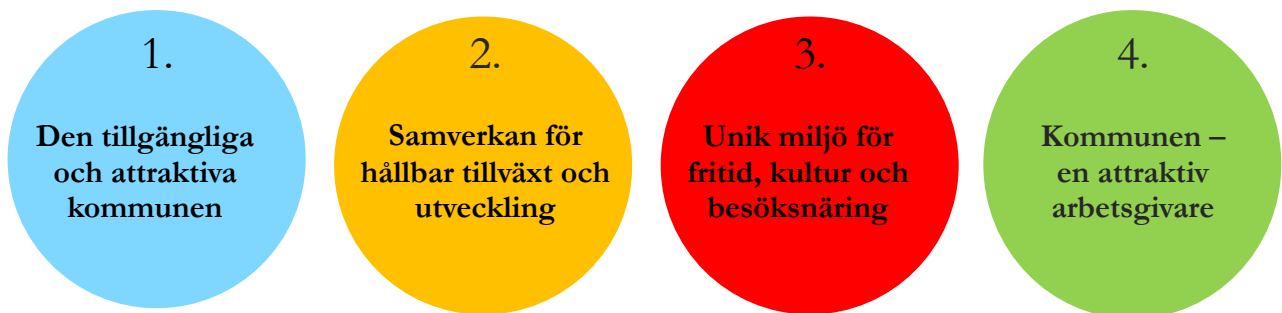 1.
Den tillgängliga
och attraktiva
kommunen
2.
Samverkan för
hållbar tillväxt och
utveckling
3.
Unik miljö för
fritid, kultur och
besöksnäring
4.
Kommunen –
en attraktiv
arbetsgivare